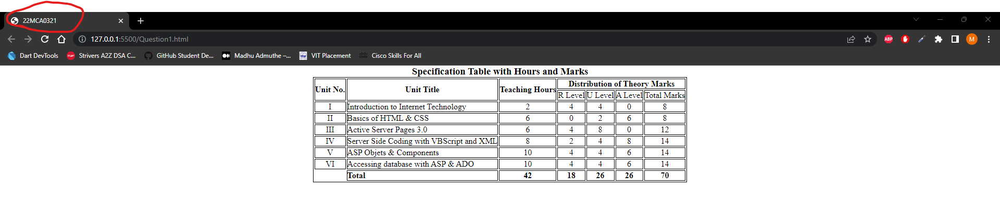 22MCA0321
127.0.0.1:5500/Question1.html
ABP M
Dart DevTools Strivers A2Z DSA C... GitHub Student De... Madhu Admuthe –... VIT Placement Cisco Skills For All
Specification Table with Hours and Marks
Unit No. Unit Title Teaching Hours Distribution of Theory Marks
R Level U Level A Level Total Marks
I Introduction to Internet Technology 2 4 4 0 8
II Basics of HTML & CSS 6 0 2 6 8
III Active Server Pages 3.0 6 4 8 0 12
IV Server Side Coding with VBScript and XML 8 2 4 8 14
V ASP Objets & Components 10 4 4 6 14
VI Accessing database with ASP & ADO 10 4 4 6 14
Total 42 18 26 26 70